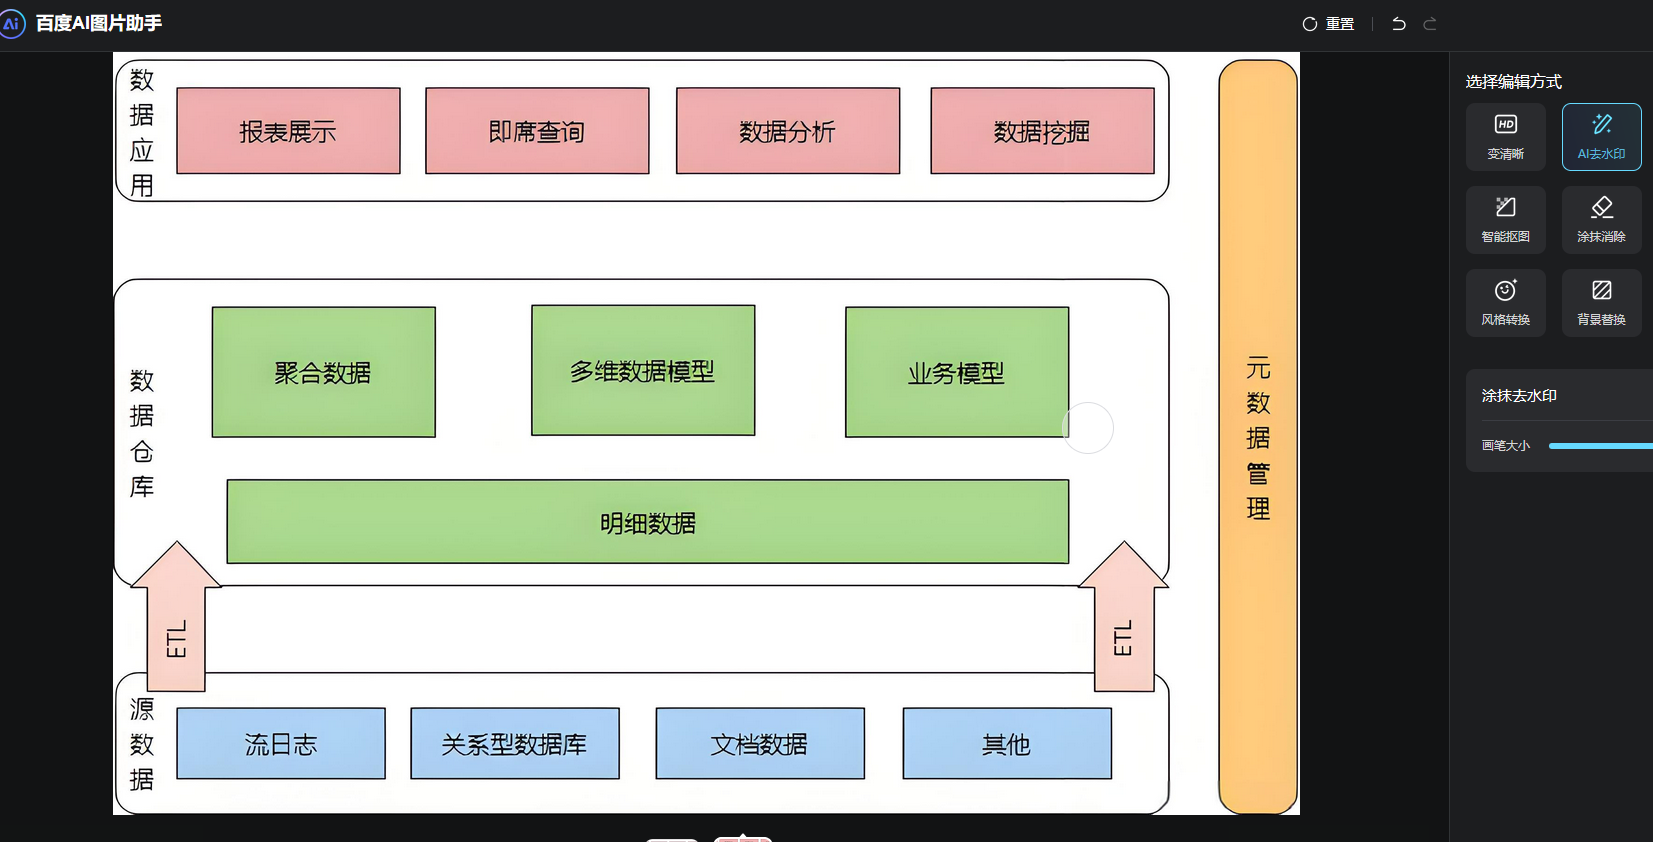 百度AI图片助手
重置
数据应用
报表展示
即席查询
数据分析
数据挖掘
数据仓库
聚合数据
多维数据模型
业务模型
明细数据
ETL
ETL
源数据
流日志
关系型数据库
文档数据
其他
元数据管理
选择编辑方式
HD
变清晰
AI去水印
智能抠图
涂抹消除
风格转换
背景替换
涂抹去水印
画笔大小